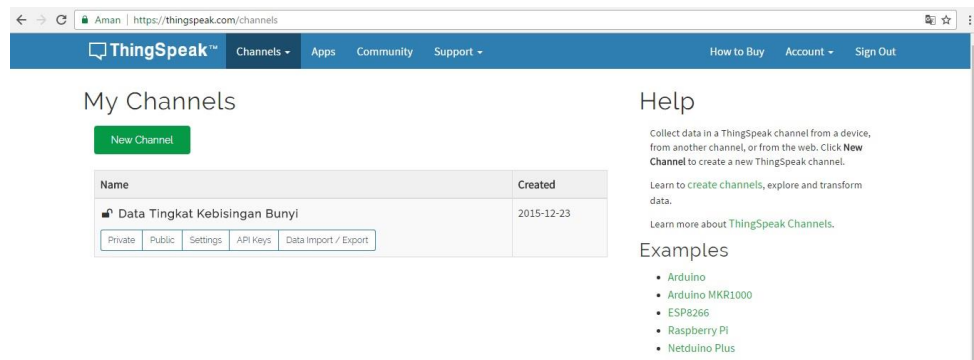 Aman | https://thingspeak.com/channels
ThingSpeak™ Channels Apps Community Support How to Buy Account Sign Out
My Channels
New Channel
Name Created
Data Tingkat Kebisingan Bunyi 2015-12-23
Private Public Settings API Keys Data Import / Export
Help
Collect data in a ThingSpeak channel from a device,
from another channel, or from the web. Click New
Channel to create a new ThingSpeak channel.
Learn to create channels, explore and transform
data.
Learn more about ThingSpeak Channels.
Examples
• Arduino
• Arduino MKR1000
• ESP8266
• Raspberry Pi
• Netduino Plus